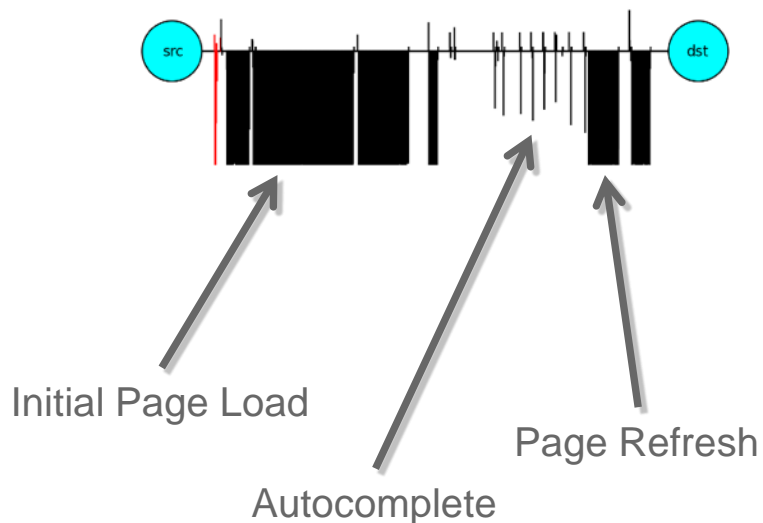 src
dst
Initial Page Load
Page Refresh
Autocomplete